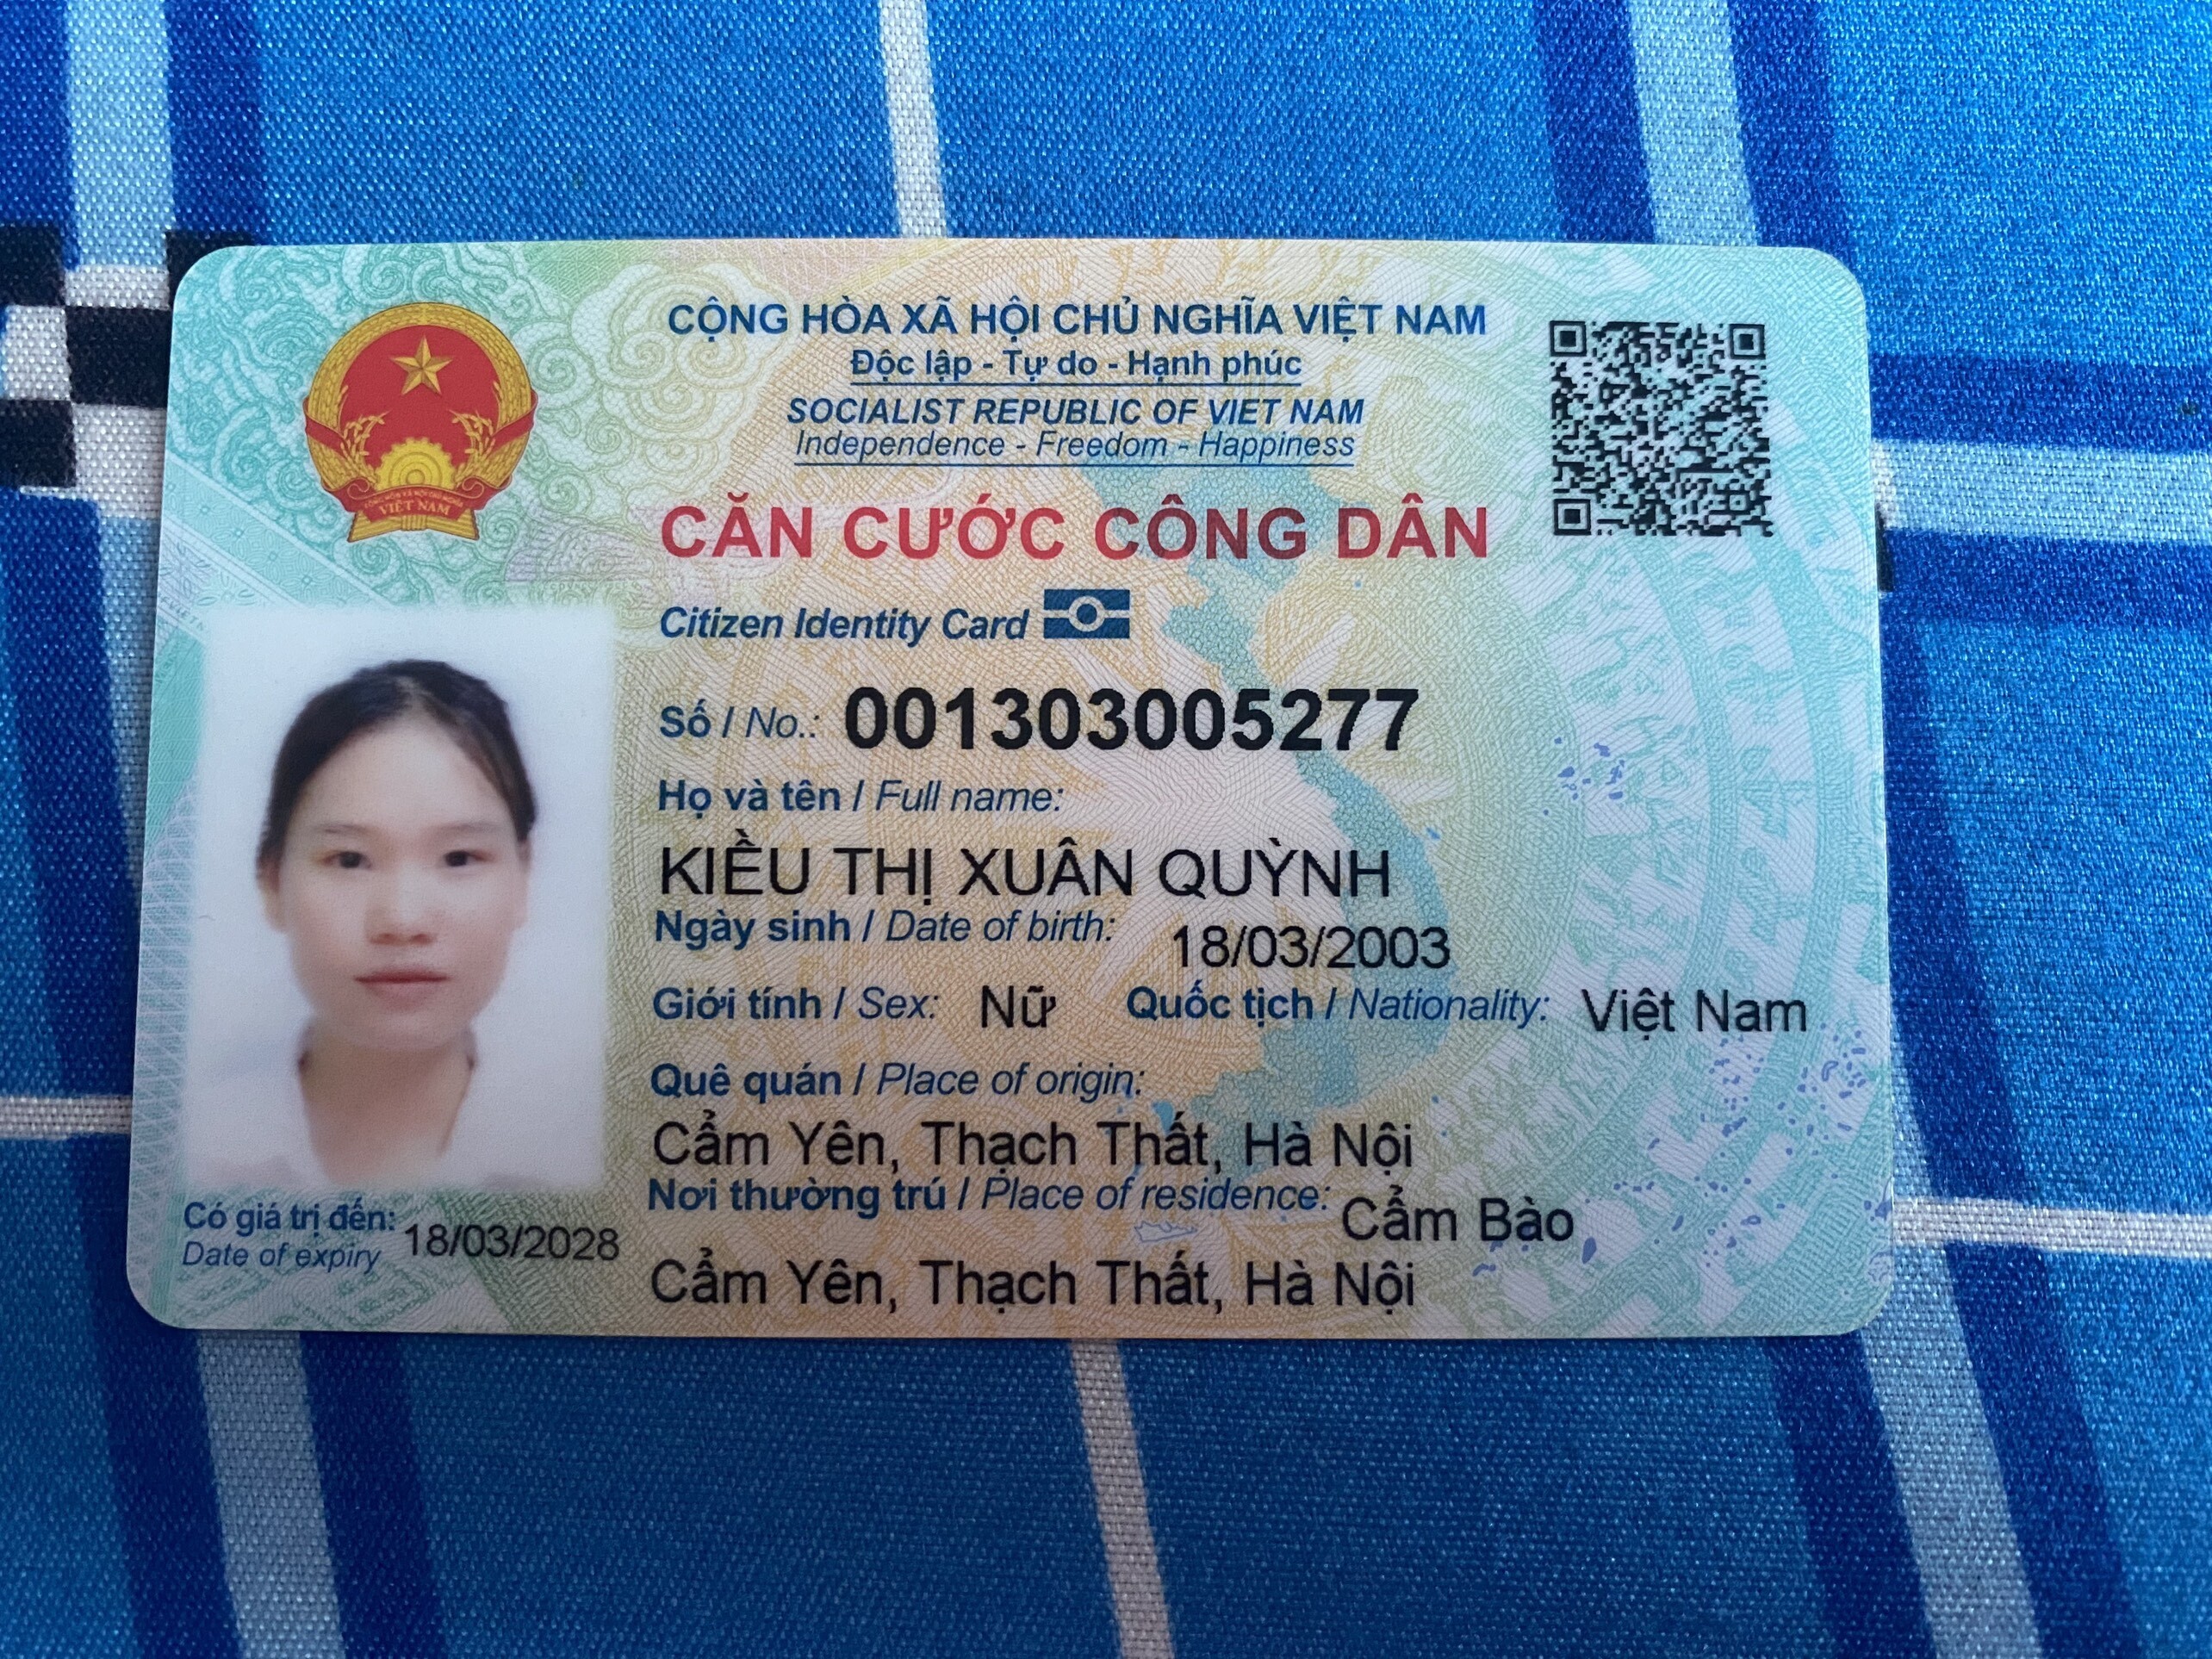 CỘNG HÒA XÃ HỘI CHỦ NGHĨA VIỆT NAM
Độc lập - Tự do - Hạnh phúc
SOCIALIST REPUBLIC OF VIET NAM
Independence - Freedom - Happiness
CĂN CƯỚC CÔNG DÂN
Citizen Identity Card
Số / No.: 001303005277
Họ và tên / Full name:
KIỀU THỊ XUÂN QUỲNH
Ngày sinh / Date of birth: 18/03/2003
Giới tính / Sex: Nữ Quốc tịch / Nationality: Việt Nam
Quê quán / Place of origin:
Cẩm Yên, Thạch Thất, Hà Nội
Nơi thường trú / Place of residence: Cẩm Bào
Cẩm Yên, Thạch Thất, Hà Nội
Có giá trị đến: 18/03/2028
Date of expiry
VIỆT NAM